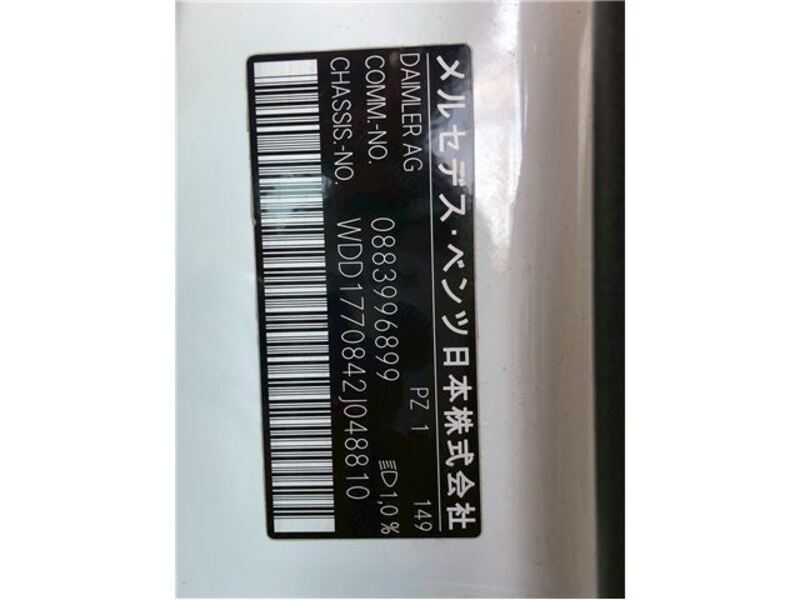 メルセデス・ベンツ日本株式会社
DAIMLER AG PZ 1 149
COMM.-NO. 0883996899 1,0 %
CHASSIS.-NO. WDD1770842J048810